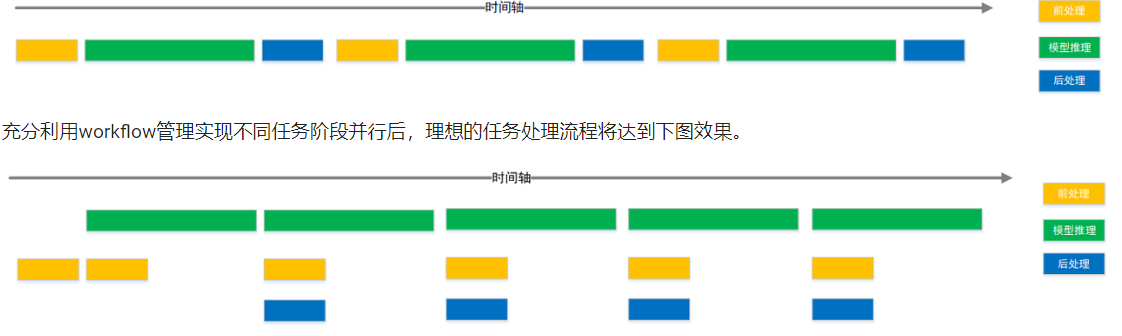 时间轴
前处理
模型推理
后处理
充分利用workflow管理实现不同任务阶段并行后，理想的任务处理流程将达到下图效果。
时间轴
前处理
模型推理
后处理